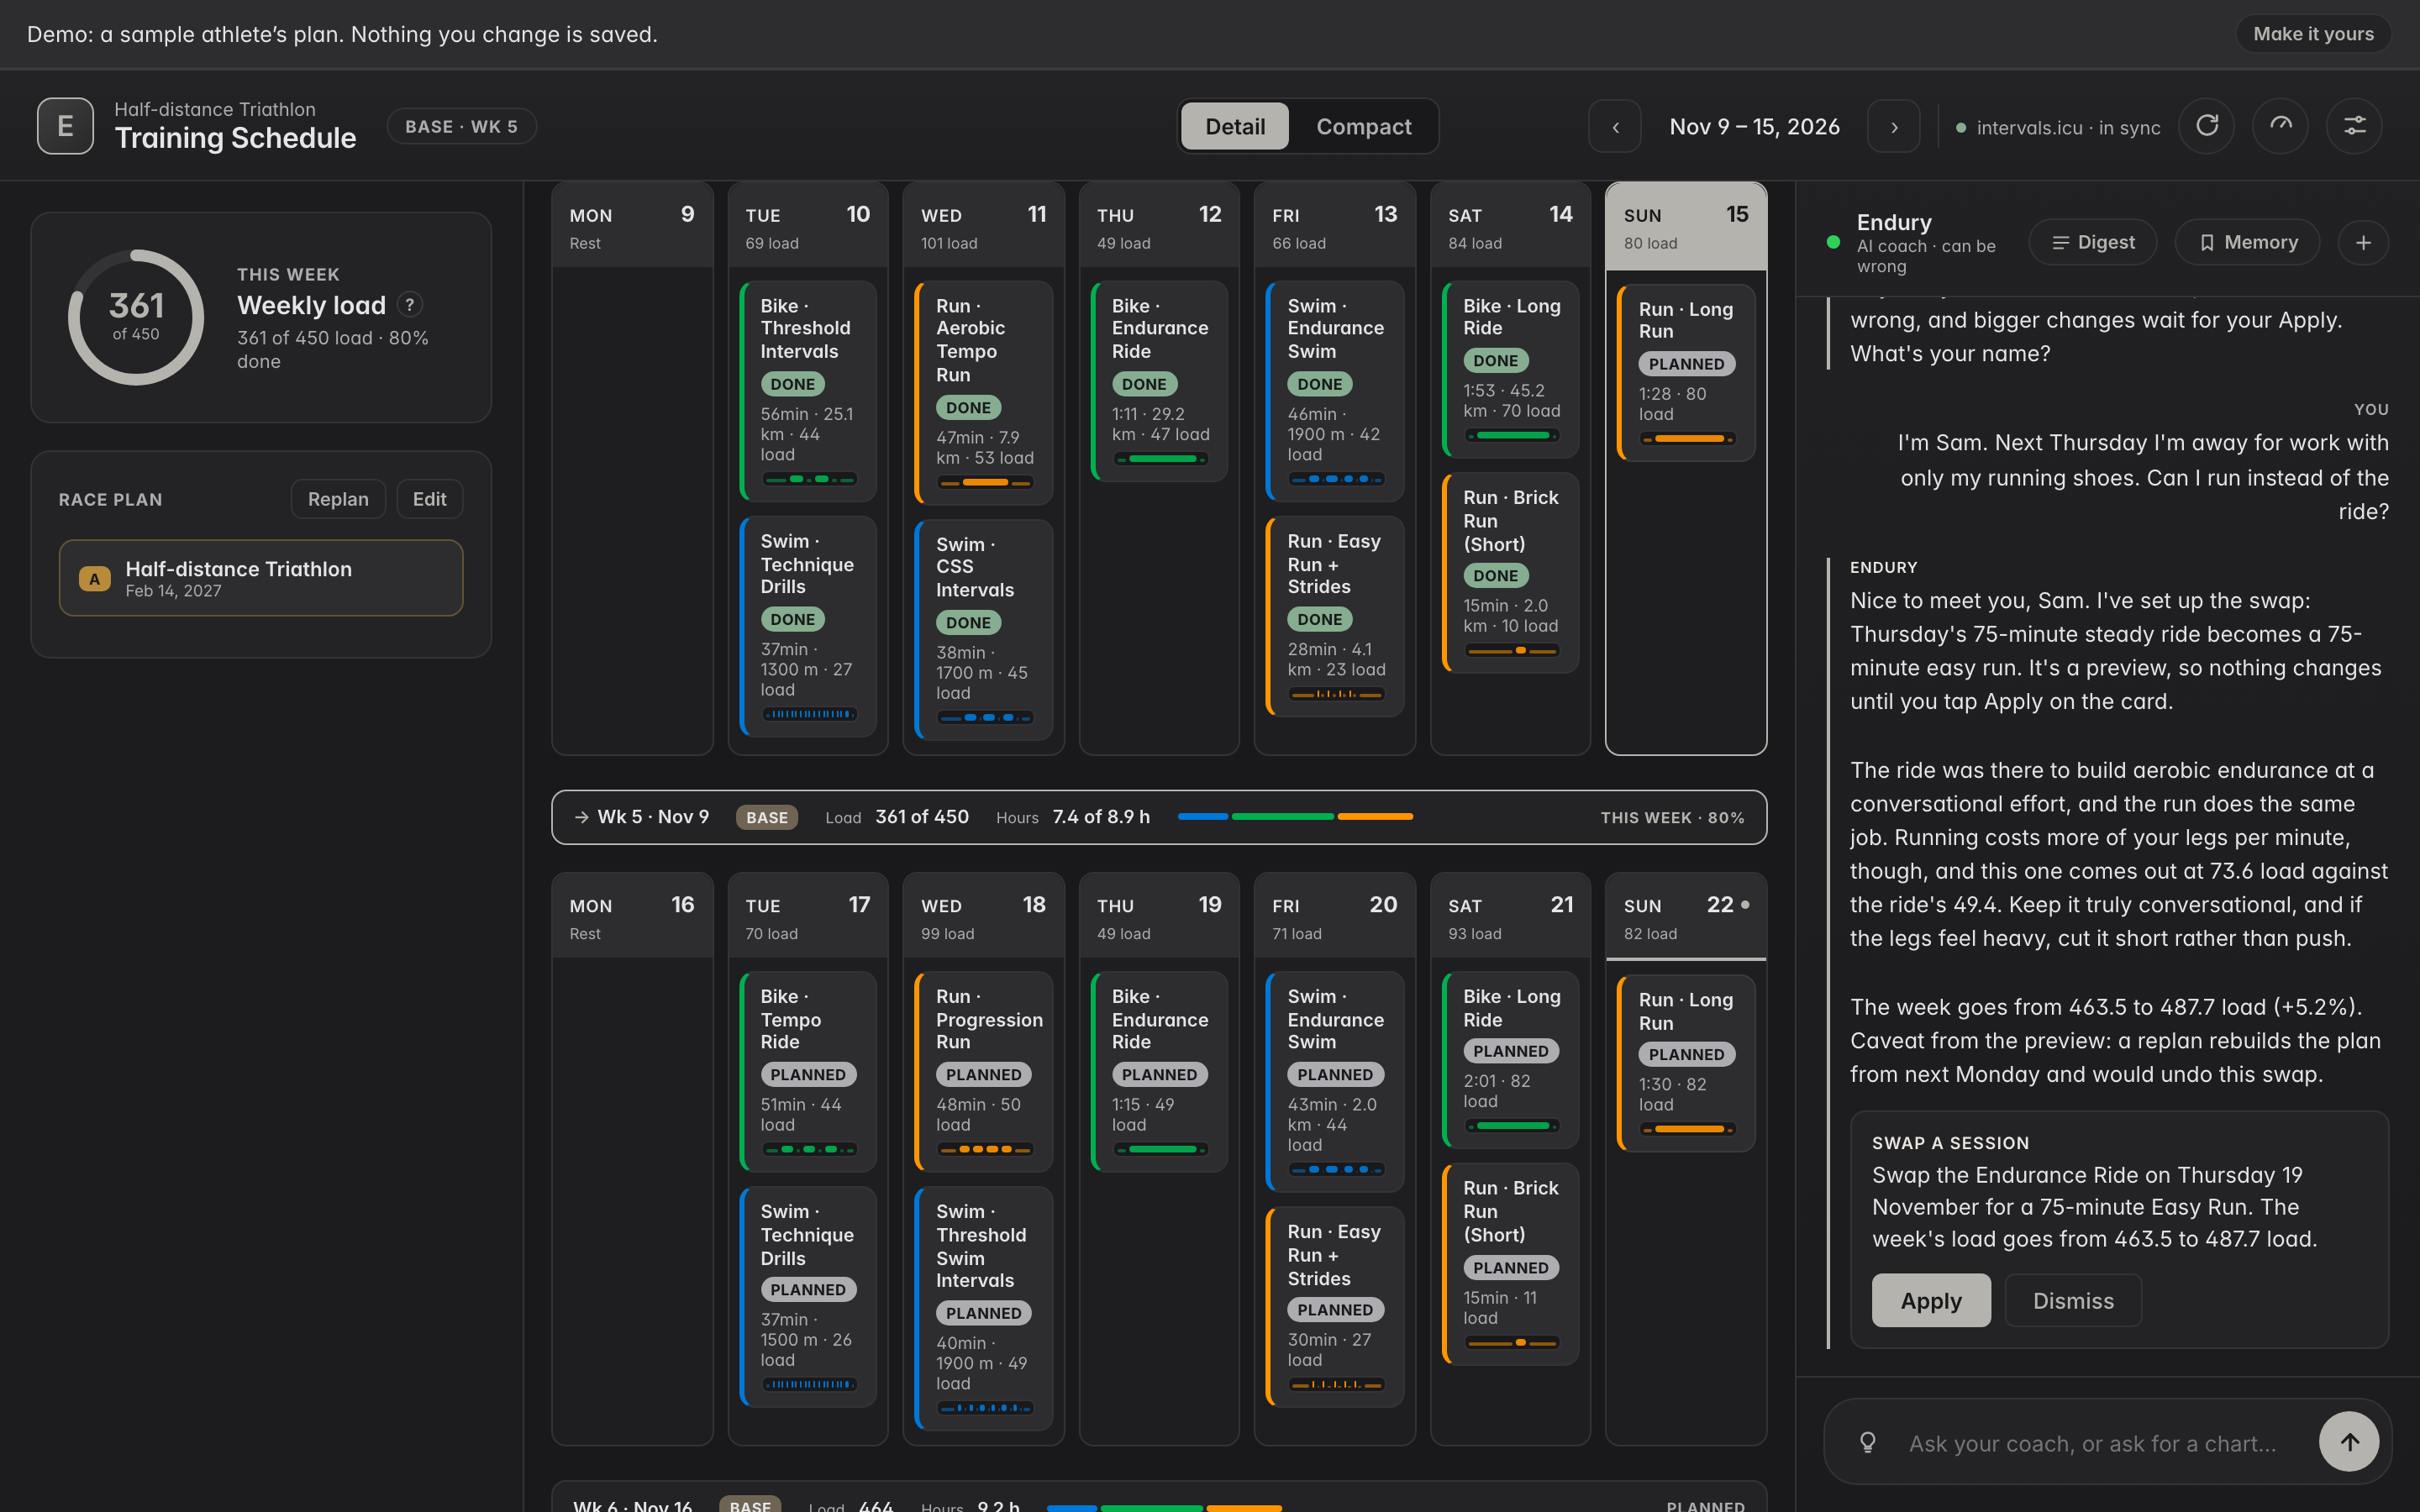 Demo: a sample athlete’s plan. Nothing you change is saved.
Make it yours
E
Half-distance Triathlon
Training Schedule
BASE · WK 5
Detail
Compact
‹
Nov 9 – 15, 2026
›
intervals.icu · in sync
361
of 450
THIS WEEK
Weekly load ?
361 of 450 load · 80%
done
RACE PLAN
Replan
Edit
A
Half-distance Triathlon
Feb 14, 2027
MON 9
Rest
TUE 10
69 load
Bike ·
Threshold
Intervals
DONE
56min · 25.1
km · 44
load
Swim ·
Technique
Drills
DONE
37min ·
1300 m · 27
load
WED 11
101 load
Run ·
Aerobic
Tempo
Run
DONE
47min · 7.9
km · 53 load
Swim ·
CSS
Intervals
DONE
38min ·
1700 m · 45
load
THU 12
49 load
Bike ·
Endurance
Ride
DONE
1:11 · 29.2
km · 47 load
FRI 13
66 load
Swim ·
Endurance
Swim
DONE
46min ·
1900 m · 42
load
Run · Easy
Run +
Strides
DONE
28min · 4.1
km · 23 load
SAT 14
84 load
Bike · Long
Ride
DONE
1:53 · 45.2
km · 70 load
Run · Brick
Run
(Short)
DONE
15min · 2.0
km · 10 load
SUN 15
80 load
Run · Long
Run
PLANNED
1:28 · 80
load
→ Wk 5 · Nov 9 BASE Load 361 of 450 Hours 7.4 of 8.9 h THIS WEEK · 80%
MON 16
Rest
TUE 17
70 load
Bike ·
Tempo
Ride
PLANNED
51min · 44
load
Swim ·
Technique
Drills
PLANNED
37min ·
1500 m · 26
load
WED 18
99 load
Run ·
Progression
Run
PLANNED
48min · 50
load
Swim ·
Threshold
Swim
Intervals
PLANNED
40min ·
1900 m · 49
load
THU 19
49 load
Bike ·
Endurance
Ride
PLANNED
1:15 · 49
load
FRI 20
71 load
Swim ·
Endurance
Swim
PLANNED
43min · 2.0
km · 44
load
Run · Easy
Run +
Strides
PLANNED
30min · 27
load
SAT 21
93 load
Bike · Long
Ride
PLANNED
2:01 · 82
load
Run · Brick
Run
(Short)
PLANNED
15min · 11
load
SUN 22
82 load
Run · Long
Run
PLANNED
1:30 · 82
load
Wk 6 · Nov 16 BASE Load 464 Hours 9.2 h PLANNED
Endury
AI coach · can be
wrong
Digest
Memory
+
wrong, and bigger changes wait for your Apply.
What's your name?
YOU
I'm Sam. Next Thursday I'm away for work with
only my running shoes. Can I run instead of the
ride?
ENDURY
Nice to meet you, Sam. I've set up the swap:
Thursday's 75-minute steady ride becomes a 75-
minute easy run. It's a preview, so nothing changes
until you tap Apply on the card.
The ride was there to build aerobic endurance at a
conversational effort, and the run does the same
job. Running costs more of your legs per minute,
though, and this one comes out at 73.6 load against
the ride's 49.4. Keep it truly conversational, and if
the legs feel heavy, cut it short rather than push.
The week goes from 463.5 to 487.7 load (+5.2%).
Caveat from the preview: a replan rebuilds the plan
from next Monday and would undo this swap.
SWAP A SESSION
Swap the Endurance Ride on Thursday 19
November for a 75-minute Easy Run. The
week's load goes from 463.5 to 487.7 load.
Apply
Dismiss
Ask your coach, or ask for a chart...